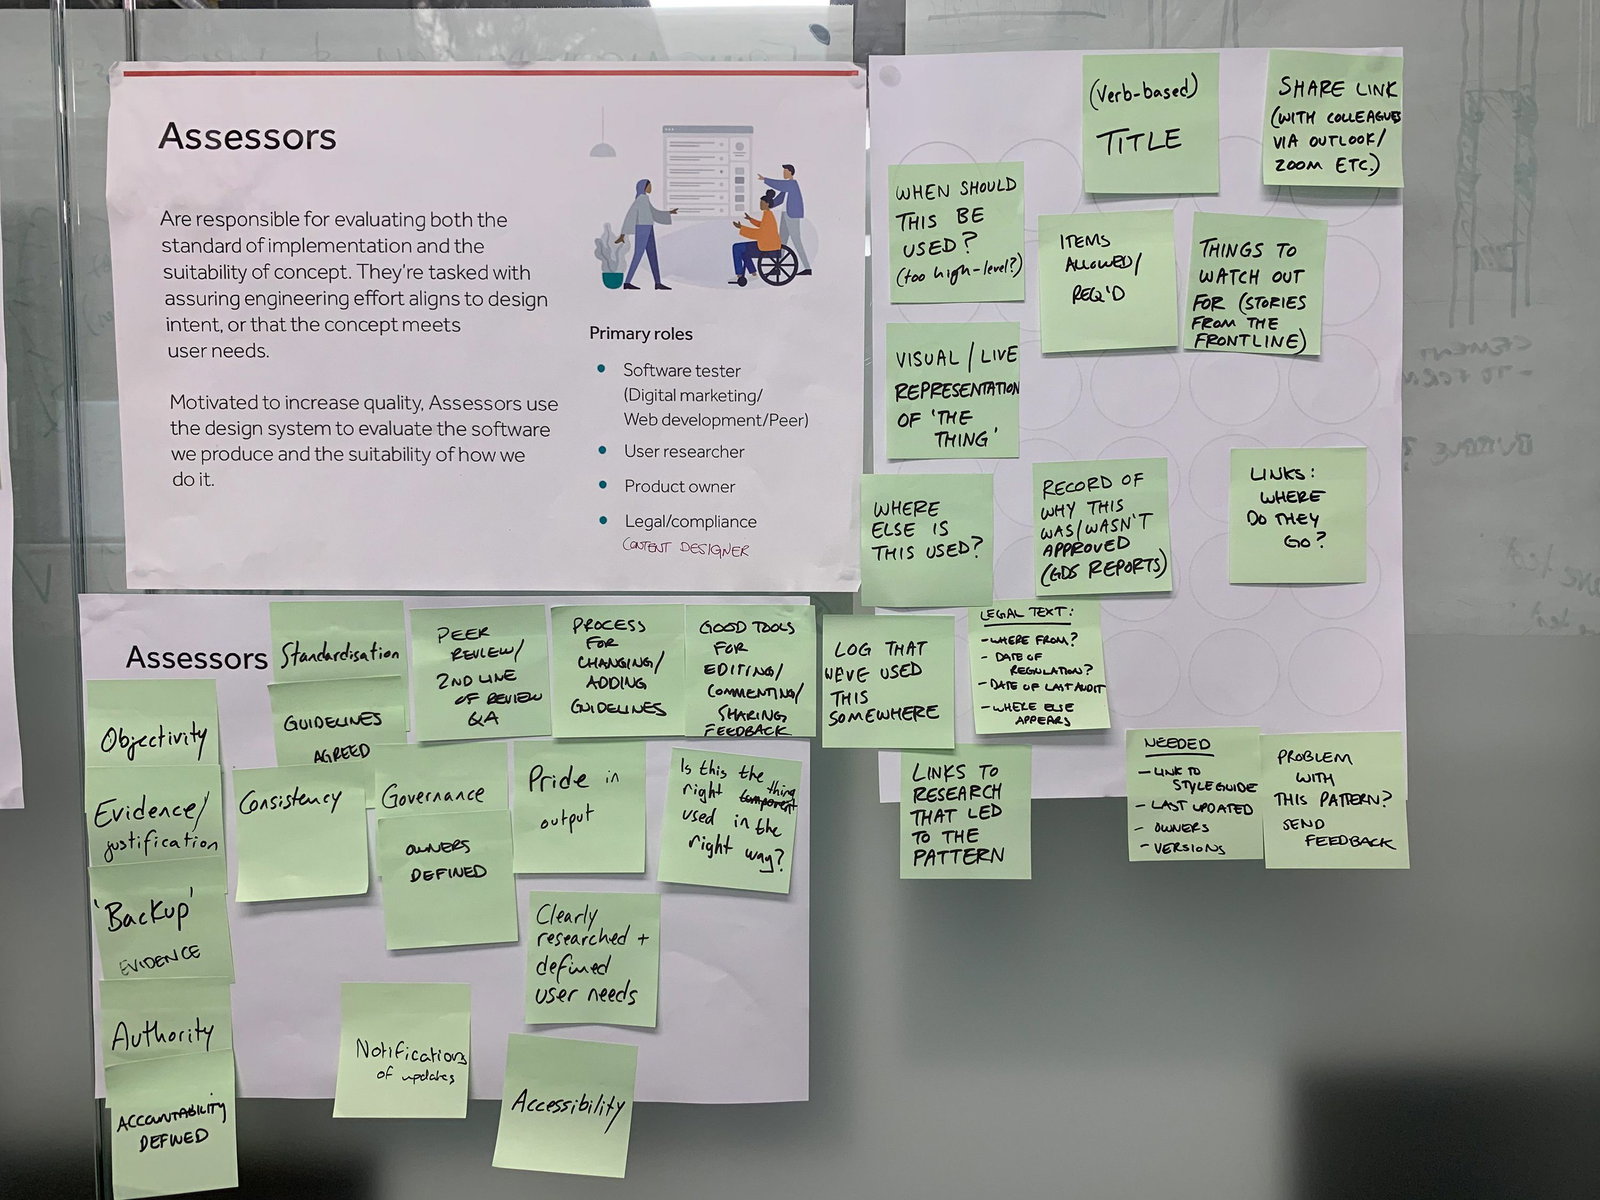 Assessors
Are responsible for evaluating both the
standard of implementation and the
suitability of concept. They're tasked with
assuring engineering effort aligns to design
intent, or that the concept meets
user needs.
Motivated to increase quality, Assessors use
the design system to evaluate the software
we produce and the suitability of how we
do it.
Primary roles
Software tester
(Digital marketing/
Web development/Peer)
User researcher
Product owner
Legal/compliance
CONTENT DESIGNER
(Verb-based)
TITLE
SHARE LINK
(WITH COLLEAGUES
VIA OUTLOOK/
ZOOM ETC.)
WHEN SHOULD
THIS BE
USED?
(too high-level?)
ITEMS
ALLOWED/
REQ'D
THINGS TO
WATCH OUT
FOR (STORIES
FROM THE
FRONTLINE)
VISUAL / LIVE
REPRESENTATION
OF 'THE
THING'
WHERE
ELSE IS
THIS USED?
RECORD OF
WHY THIS
WAS/WASN'T
APPROVED
(GDS REPORTS)
LINKS:
WHERE
DO THEY
GO?
LOG THAT
WE'VE USED
THIS
SOMEWHERE
LEGAL TEXT:
- WHERE FROM?
- DATE OF
REGULATION?
- DATE OF LAST AUDIT
- WHERE ELSE
APPEARS
LINKS TO
RESEARCH
THAT LED
TO THE
PATTERN
NEEDED
- LINK TO
STYLEGUIDE
- LAST UPDATED
- OWNERS
- VERSIONS
PROBLEM
WITH
THIS PATTERN?
SEND
FEEDBACK
Assessors
Standardisation
GUIDELINES
AGREED
PEER
REVIEW/
2ND LINE
OF REVIEW
QA
PROCESS
FOR
CHANGING/
ADDING
GUIDELINES
GOOD TOOLS
FOR
EDITING/
COMMENTING/
SHARING
FEEDBACK
Objectivity
Evidence/
justification
'Backup'
EVIDENCE
Authority
ACCOUNTABILITY
DEFINED
Consistency
Governance
OWNERS
DEFINED
Pride in
output
Is this the
right component thing
used in the
right way?
Clearly
researched +
defined
user needs
Notifications
of updates
Accessibility